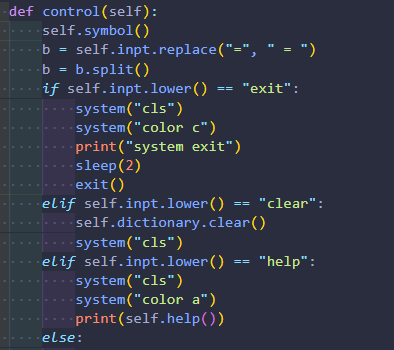 def control(self):
    self.symbol()
    b = self.inpt.replace("=", " = ")
    b = b.split()
    if self.inpt.lower() == "exit":
        system("cls")
        system("color c")
        print("system exit")
        sleep(2)
        exit()
    elif self.inpt.lower() == "clear":
        self.dictionary.clear()
        system("cls")
    elif self.inpt.lower() == "help":
        system("cls")
        system("color a")
        print(self.help())
    else: